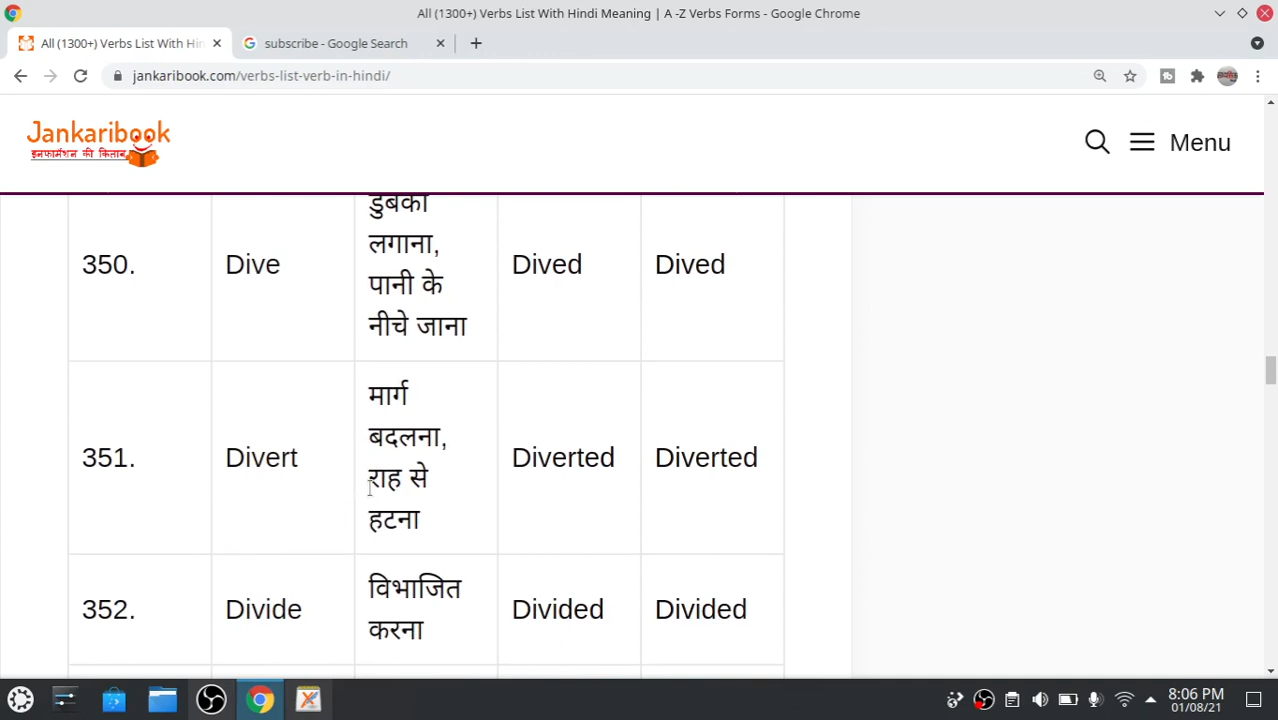 All (1300+) Verbs List With Hindi Meaning | A -Z Verbs Forms - Google Chrome
All (1300+) Verbs List With Hin
subscribe - Google Search
jankaribook.com/verbs-list-verb-in-hindi/
Jankaribook
इनफार्मेशन की किताब
Menu
350.
Dive
डुबकी
लगाना,
पानी के
नीचे जाना
Dived
Dived
351.
Divert
मार्ग
बदलना,
राह से
हटना
Diverted
Diverted
352.
Divide
विभाजित
करना
Divided
Divided
8:06 PM
01/08/21